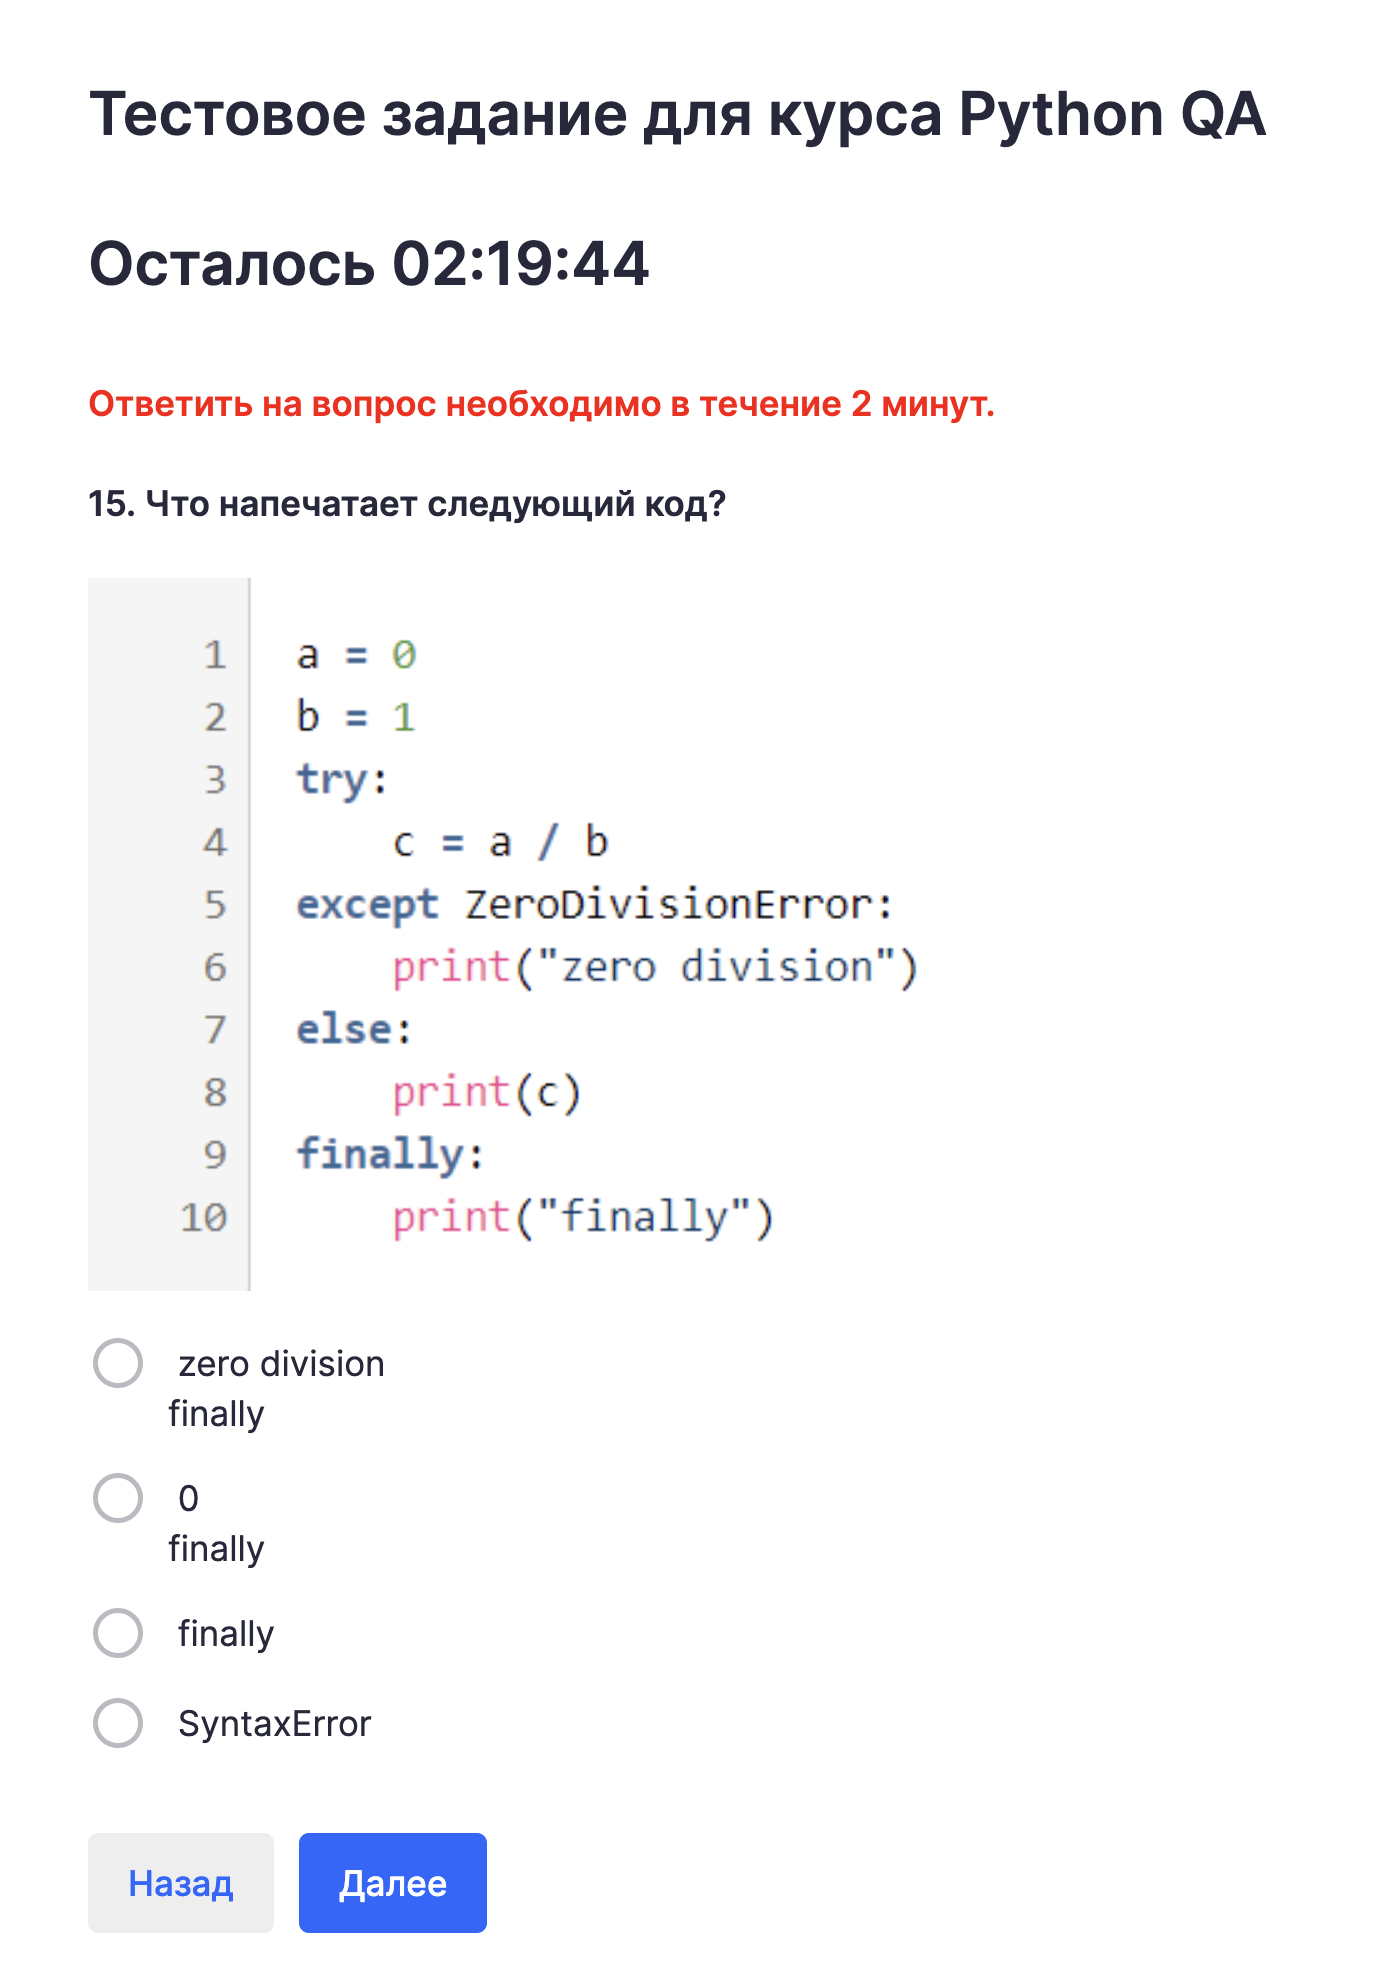 Тестовое задание для курса Python QA
Осталось 02:19:44
Ответить на вопрос необходимо в течение 2 минут.
15. Что напечатает следующий код?
1 a = 0
2 b = 1
3 try:
4     c = a / b
5 except ZeroDivisionError:
6     print("zero division")
7 else:
8     print(c)
9 finally:
10     print("finally")
zero division
finally
0
finally
finally
SyntaxError
Назад Далее